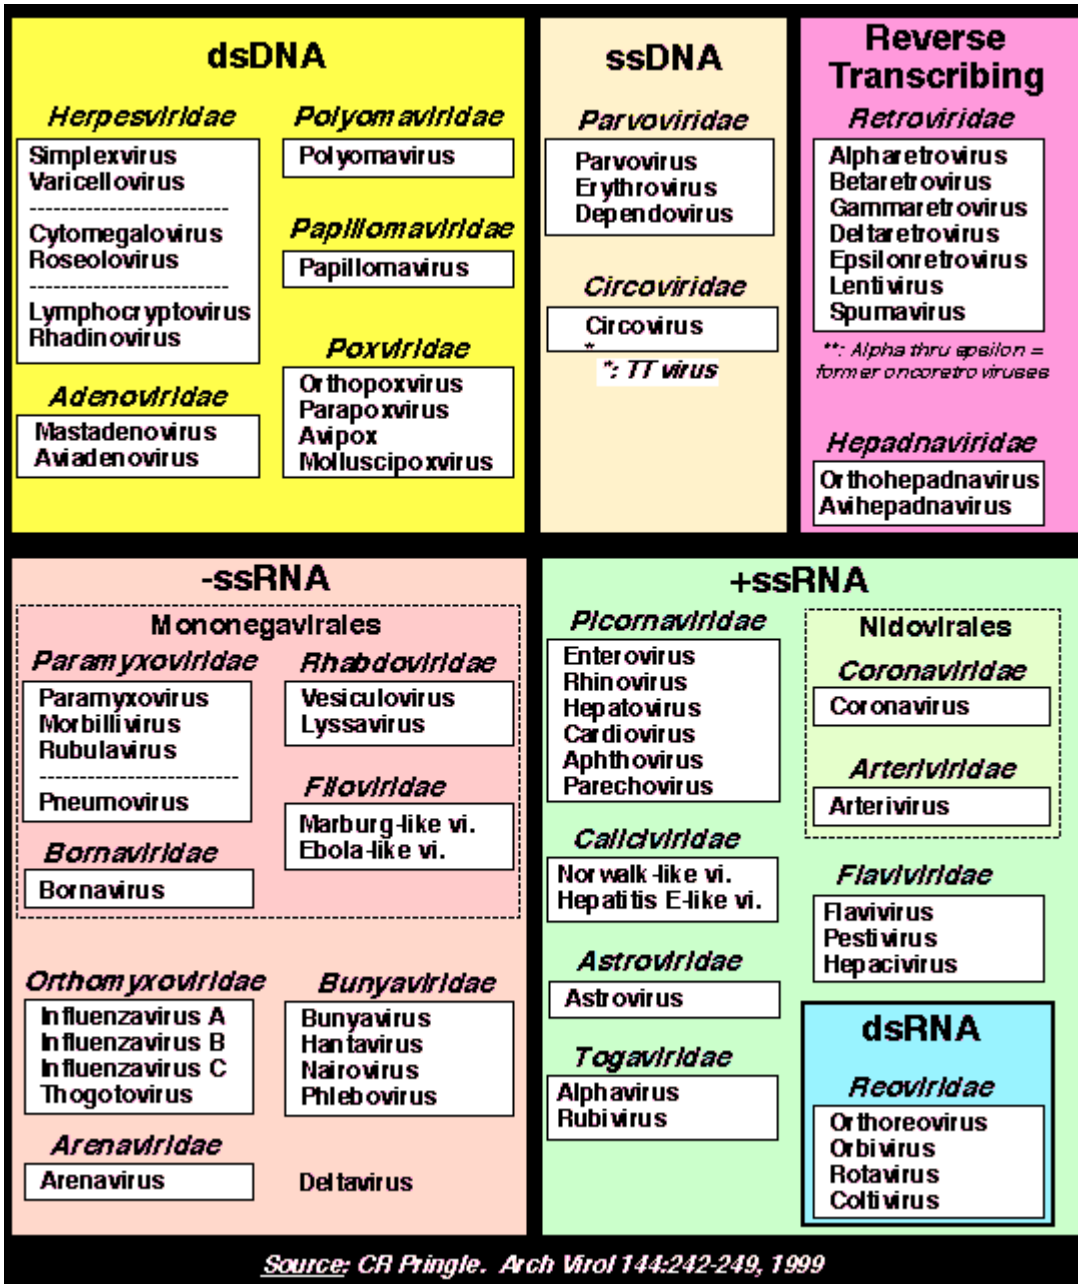 dsDNA
Herpesviridae
Simplexvirus
Varicellovirus
-------------------------
Cytomegalovirus
Roseolovirus
-------------------------
Lymphocryptovirus
Rhadinovirus
Adenoviridae
Mastadenovirus
Aviadenovirus
Polyomaviridae
Polyomavirus
Papillomaviridae
Papillomavirus
Poxviridae
Orthopoxvirus
Parapoxvirus
Avipox
Molluscipoxvirus
ssDNA
Parvoviridae
Parvovirus
Erythrovirus
Dependovirus
Circoviridae
Circovirus
*
*: TT virus
Reverse
Transcribing
Retroviridae
Alpharetrovirus
Betaretrovirus
Gammaretrovirus
Deltaretrovirus
Epsilonretrovirus
Lentivirus
Spumavirus
**: Alpha thru epsilon =
former oncoretroviruses
Hepadnaviridae
Orthohepadnavirus
Avihepadnavirus
-ssRNA
Mononegavirales
Paramyxoviridae
Paramyxovirus
Morbillivirus
Rubulavirus
-------------------------
Pneumovirus
Bornaviridae
Bornavirus
Rhabdoviridae
Vesiculovirus
Lyssavirus
Filoviridae
Marburg-like vi.
Ebola-like vi.
Orthomyxoviridae
Influenzavirus A
Influenzavirus B
Influenzavirus C
Thogotovirus
Arenaviridae
Arenavirus
Bunyaviridae
Bunyavirus
Hantavirus
Nairovirus
Phlebovirus
Deltavirus
+ssRNA
Picornaviridae
Enterovirus
Rhinovirus
Hepatovirus
Cardiovirus
Aphthovirus
Parechovirus
Caliciviridae
Norwalk-like vi.
Hepatitis E-like vi.
Astroviridae
Astrovirus
Togaviridae
Alphavirus
Rubivirus
Nidovirales
Coronaviridae
Coronavirus
Arteriviridae
Arterivirus
Flaviviridae
Flavivirus
Pestivirus
Hepacivirus
dsRNA
Reoviridae
Orthoreovirus
Orbivirus
Rotavirus
Coltivirus
Source: CR Pringle. Arch Virol 144:242-249, 1999